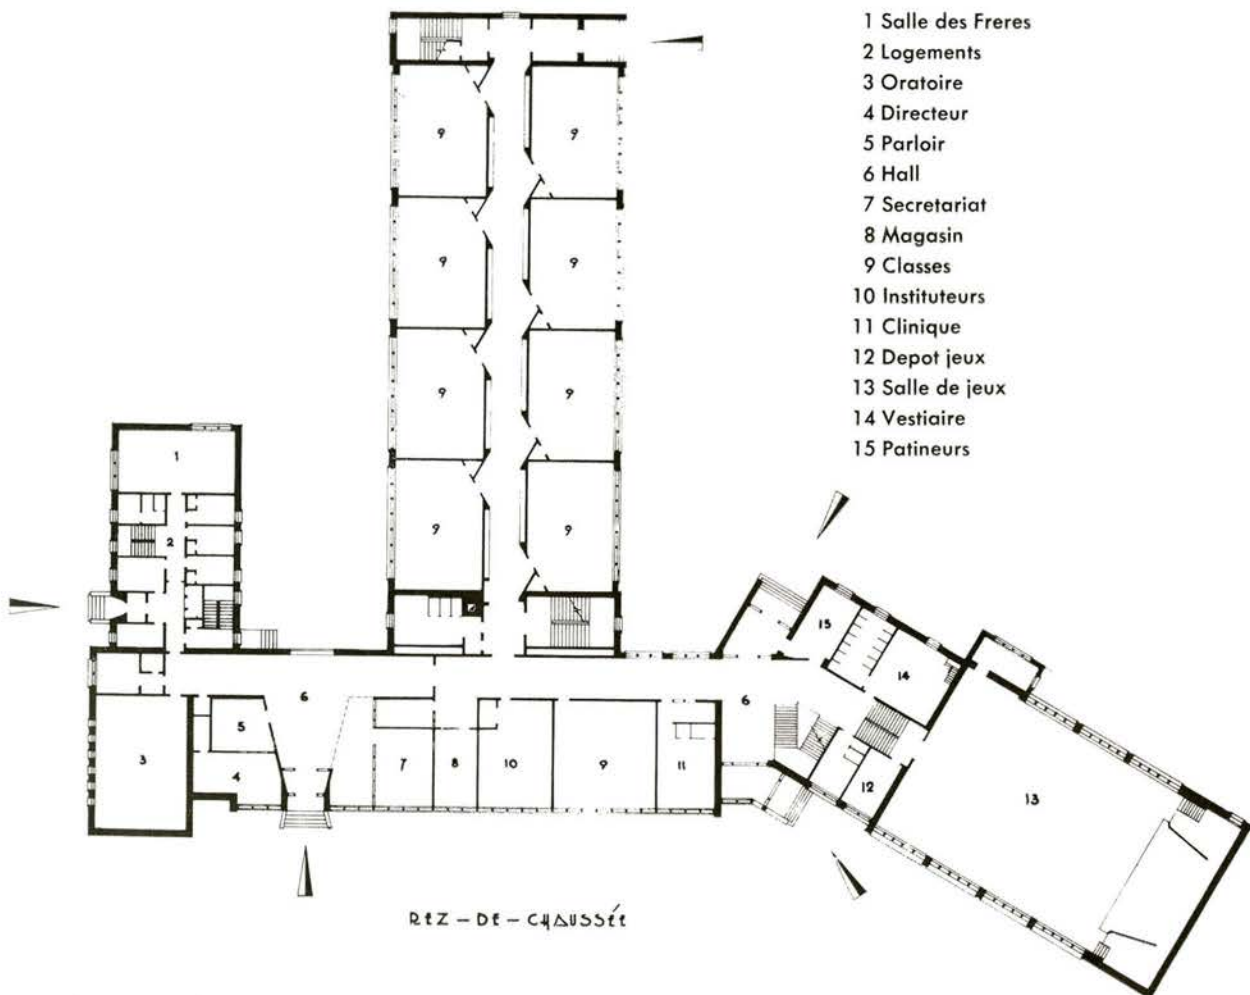 1 Salle des Freres
2 Logements
3 Oratoire
4 Directeur
5 Parloir
6 Hall
7 Secretariat
8 Magasin
9 Classes
10 Instituteurs
11 Clinique
12 Depot jeux
13 Salle de jeux
14 Vestiaire
15 Patineurs
9 9
9 9
9 9
9 9
1
2
15
14
6
6
5
3
4
7 8 10 9 11
12
13
REZ-DE-CHAUSSÉE